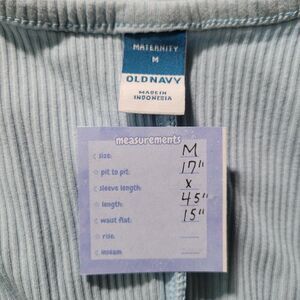 MATERNITY
M
OLD NAVY
MADE IN
INDONESIA
measurements
size: M
pit to pit: 17"
sleeve length: x
length: 45"
waist flat: 15"
rise:
inseam